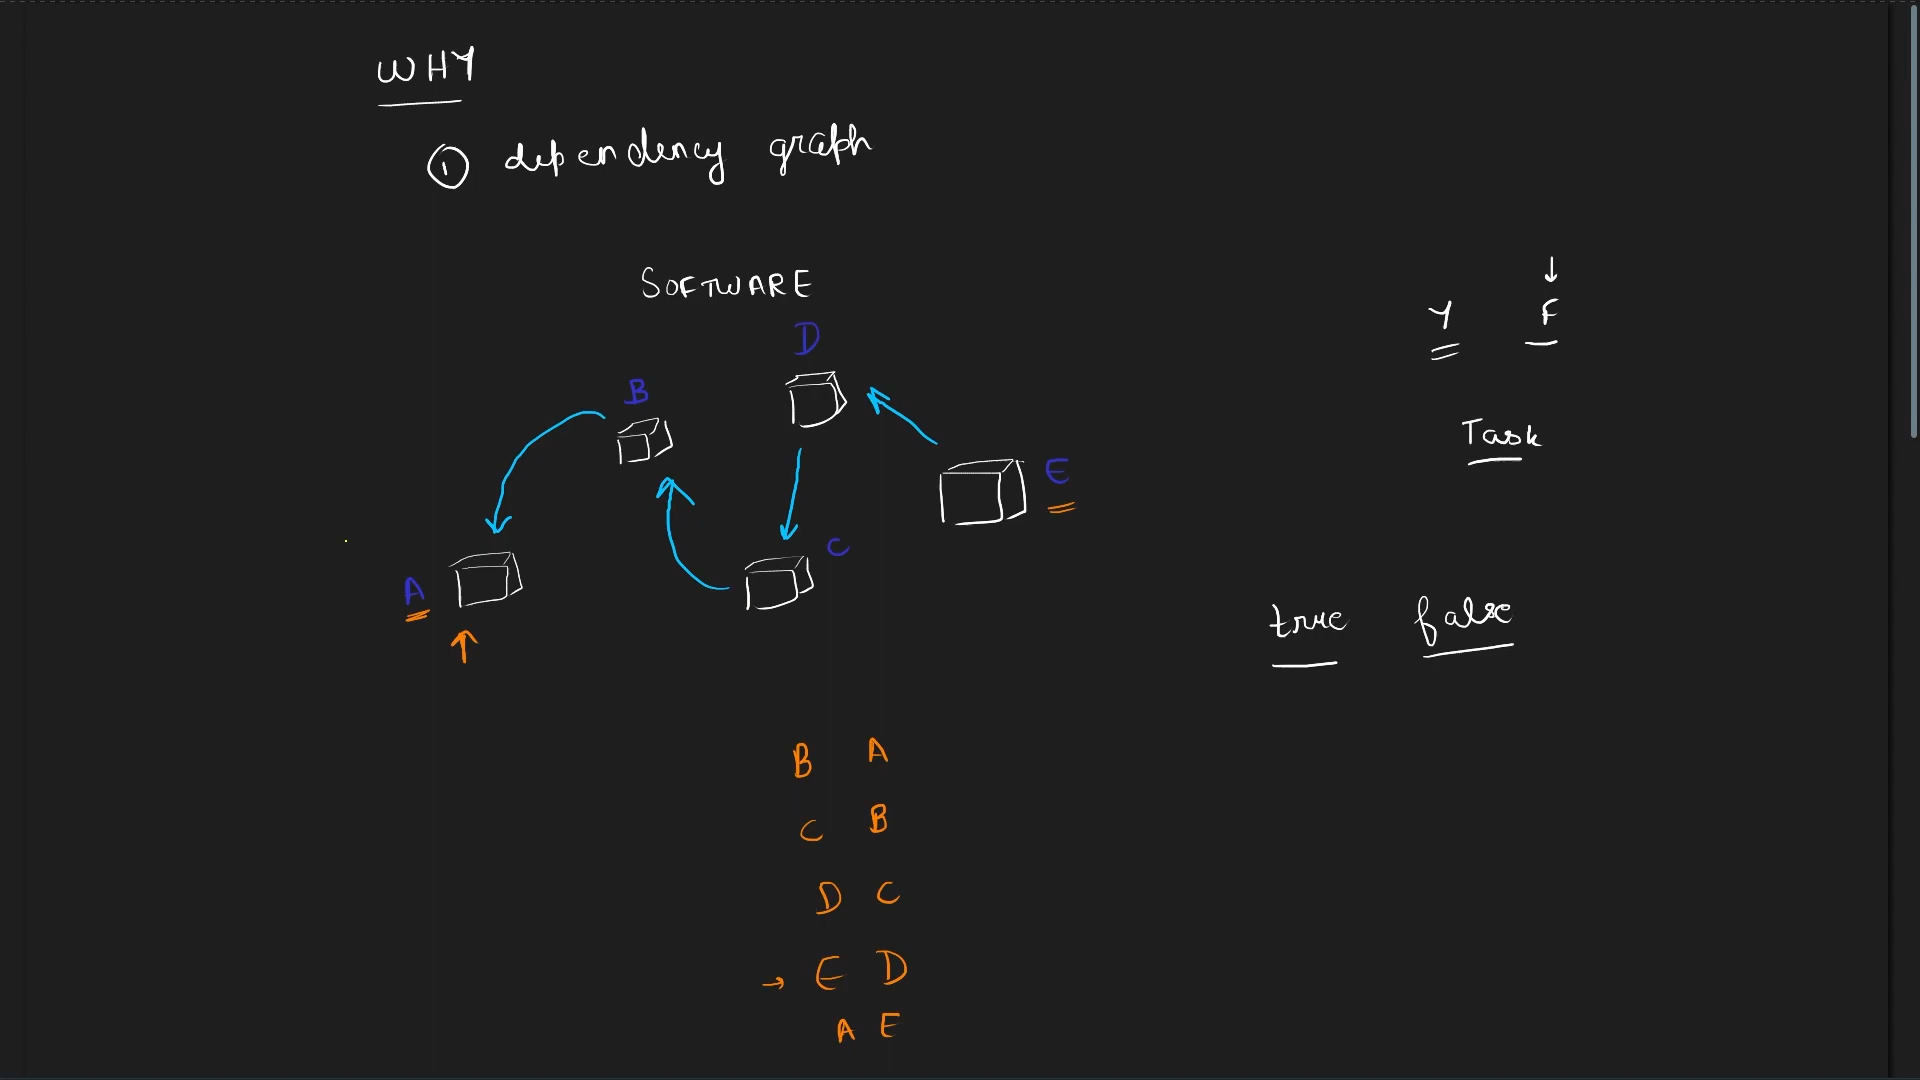 WHY
① dependency graph
SOFTWARE
D
B
E
C
A
Y F
Task
true false
B A
C B
D C
→ E D
A E